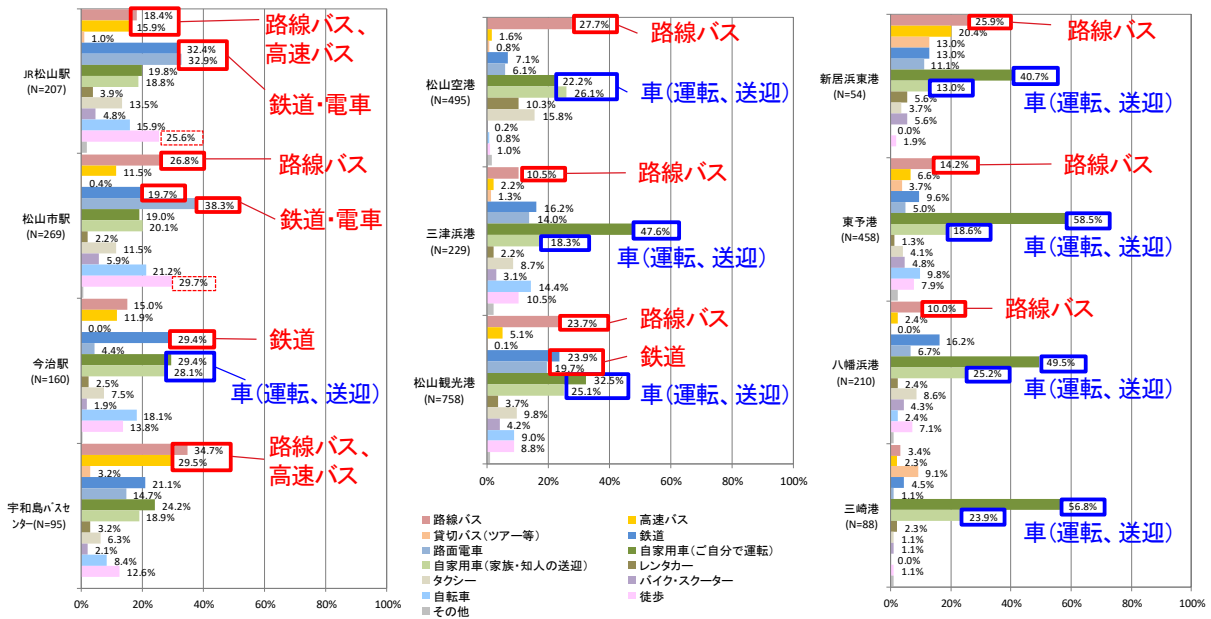 JR松山駅
(N=207)
18.4%
15.9%
1.0%
32.4%
32.9%
19.8%
18.8%
3.9%
13.5%
4.8%
15.9%
25.6%
路線バス、
高速バス
鉄道・電車
松山市駅
(N=269)
26.8%
11.5%
0.4%
19.7%
38.3%
19.0%
20.1%
2.2%
11.5%
5.9%
21.2%
29.7%
路線バス
鉄道・電車
今治駅
(N=160)
15.0%
11.9%
0.0%
29.4%
4.4%
29.4%
28.1%
2.5%
7.5%
1.9%
18.1%
13.8%
鉄道
車(運転、送迎)
宇和島バスセ
ンター(N=95)
34.7%
29.5%
3.2%
21.1%
14.7%
24.2%
18.9%
3.2%
6.3%
2.1%
8.4%
12.6%
路線バス、
高速バス
0% 20% 40% 60% 80% 100%
松山空港
(N=495)
27.7%
1.6%
0.8%
7.1%
6.1%
22.2%
26.1%
10.3%
15.8%
0.2%
0.8%
1.0%
路線バス
車(運転、送迎)
三津浜港
(N=229)
10.5%
2.2%
1.3%
16.2%
14.0%
47.6%
18.3%
2.2%
8.7%
3.1%
14.4%
10.5%
路線バス
車(運転、送迎)
松山観光港
(N=758)
23.7%
5.1%
0.1%
23.9%
19.7%
32.5%
25.1%
3.7%
9.8%
4.2%
9.0%
8.8%
路線バス
鉄道
車(運転、送迎)
0% 20% 40% 60% 80% 100%
路線バス
高速バス
貸切バス(ツアー等)
鉄道
路面電車
自家用車(ご自分で運転)
自家用車(家族・知人の送迎)
レンタカー
タクシー
バイク・スクーター
自転車
徒歩
その他
新居浜東港
(N=54)
25.9%
20.4%
13.0%
13.0%
11.1%
40.7%
13.0%
5.6%
3.7%
5.6%
0.0%
1.9%
路線バス
車(運転、送迎)
東予港
(N=458)
14.2%
6.6%
3.7%
9.6%
5.0%
58.5%
18.6%
1.3%
4.1%
4.8%
9.8%
7.9%
路線バス
車(運転、送迎)
八幡浜港
(N=210)
10.0%
2.4%
0.0%
16.2%
6.7%
49.5%
25.2%
2.4%
8.6%
4.3%
2.4%
7.1%
路線バス
車(運転、送迎)
三崎港
(N=88)
3.4%
2.3%
9.1%
4.5%
1.1%
56.8%
23.9%
2.3%
1.1%
1.1%
0.0%
1.1%
車(運転、送迎)
0% 20% 40% 60% 80% 100%